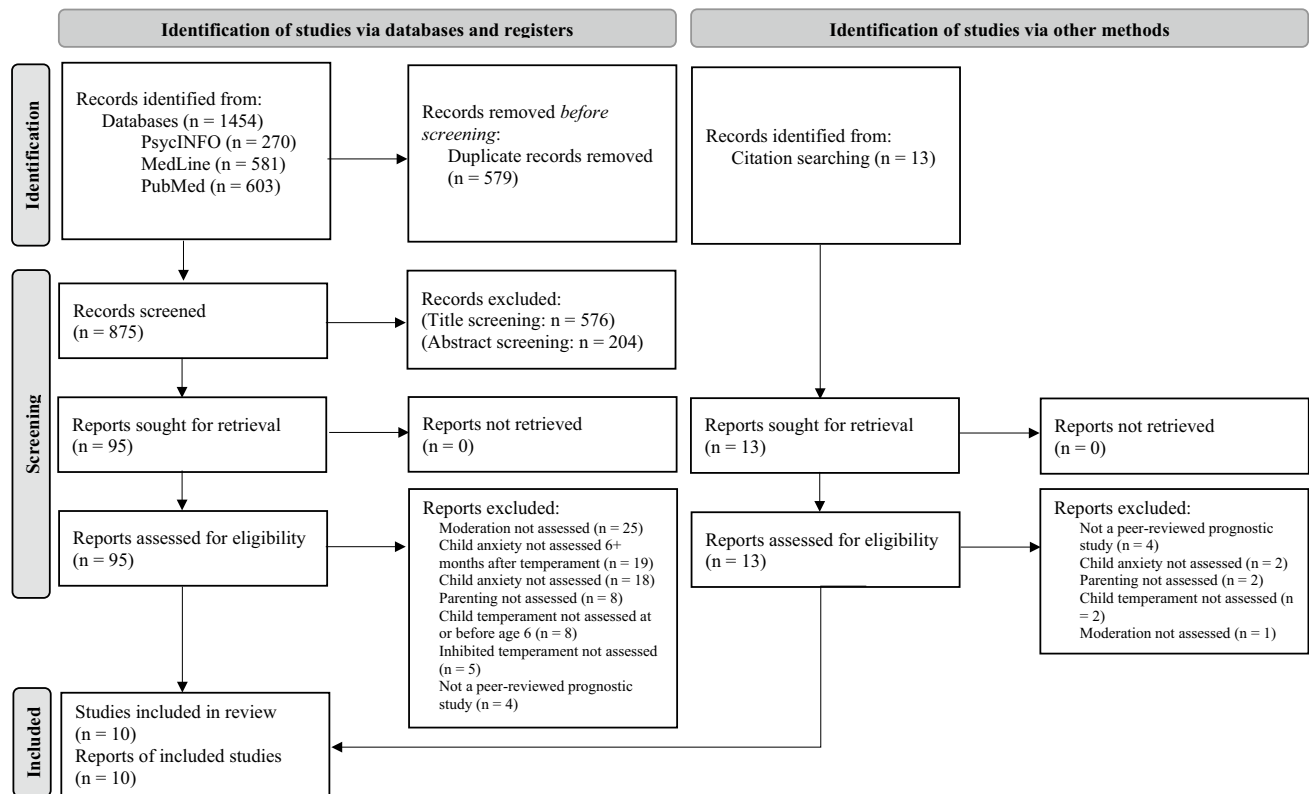 Identification of studies via databases and registers
Identification of studies via other methods
Identification
Records identified from:
Databases (n = 1454)
PsycINFO (n = 270)
MedLine (n = 581)
PubMed (n = 603)
Records removed before
screening:
Duplicate records removed
(n = 579)
Records identified from:
Citation searching (n = 13)
Screening
Records screened
(n = 875)
Records excluded:
(Title screening: n = 576)
(Abstract screening: n = 204)
Reports sought for retrieval
(n = 95)
Reports not retrieved
(n = 0)
Reports sought for retrieval
(n = 13)
Reports not retrieved
(n = 0)
Reports assessed for eligibility
(n = 95)
Reports excluded:
Moderation not assessed (n = 25)
Child anxiety not assessed 6+
months after temperament (n = 19)
Child anxiety not assessed (n = 18)
Parenting not assessed (n = 8)
Child temperament not assessed at
or before age 6 (n = 8)
Inhibited temperament not assessed
(n = 5)
Not a peer-reviewed prognostic
study (n = 4)
Reports assessed for eligibility
(n = 13)
Reports excluded:
Not a peer-reviewed prognostic
study (n = 4)
Child anxiety not assessed (n = 2)
Parenting not assessed (n = 2)
Child temperament not assessed (n
= 2)
Moderation not assessed (n = 1)
Included
Studies included in review
(n = 10)
Reports of included studies
(n = 10)